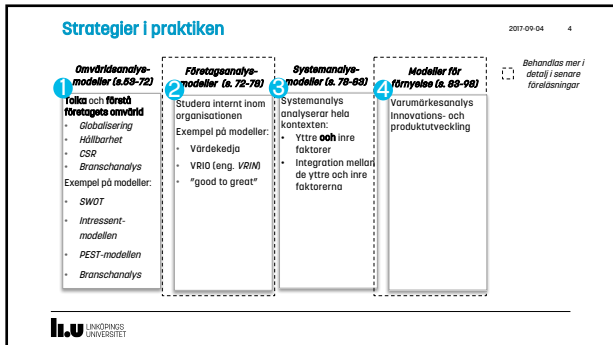 Strategier i praktiken
2017-09-04 4
Omvärldsanalys-
modeller (s.53-72)
1
Tolka och förstå
företagets omvärld
• Globalisering
• Hållbarhet
• CSR
• Branschanalys
Exempel på modeller:
• SWOT
• Intressent-
modellen
• PEST-modellen
• Branschanalys
Företagsanalys-
modeller (s. 72-78)
2
Studera internt inom
organisationen
Exempel på modeller:
• Värdekedja
• VRIO (eng. VRIN)
• ”good to great”
Systemanalys-
modeller (s. 78-83)
3
Systemanalys
analyserar hela
kontexten:
• Yttre och inre
faktorer
• Integration mellan
de yttre och inre
faktorerna
Modeller för
förnyelse (s. 83-98)
4
Varumärkesanalys
Innovations- och
produktutveckling
Behandlas mer i
detalj i senare
föreläsningar
li.u LINKÖPINGS
UNIVERSITET